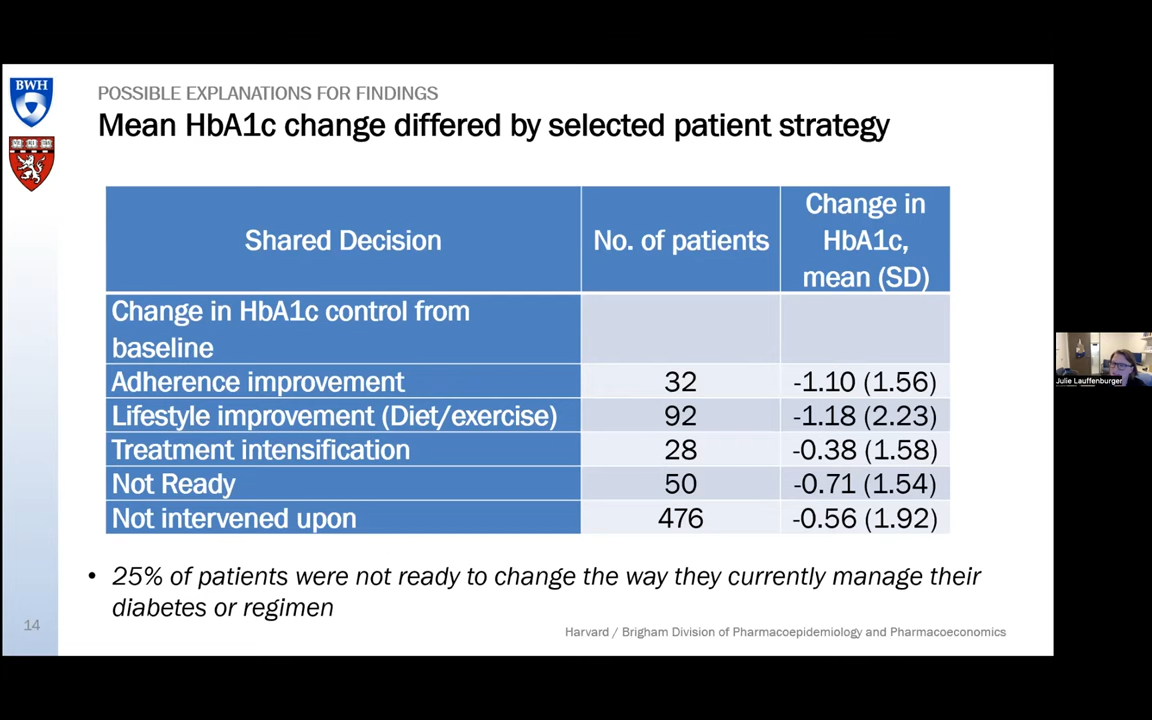 BWH
POSSIBLE EXPLANATIONS FOR FINDINGS
Mean HbA1c change differed by selected patient strategy
Shared Decision
No. of patients
Change in
HbA1c,
mean (SD)
Change in HbA1c control from
baseline
Adherence improvement 32 -1.10 (1.56)
Lifestyle improvement (Diet/exercise) 92 -1.18 (2.23)
Treatment intensification 28 -0.38 (1.58)
Not Ready 50 -0.71 (1.54)
Not intervened upon 476 -0.56 (1.92)
• 25% of patients were not ready to change the way they currently manage their
diabetes or regimen
14
Harvard / Brigham Division of Pharmacoepidemiology and Pharmacoeconomics
Julie Lauffenburger